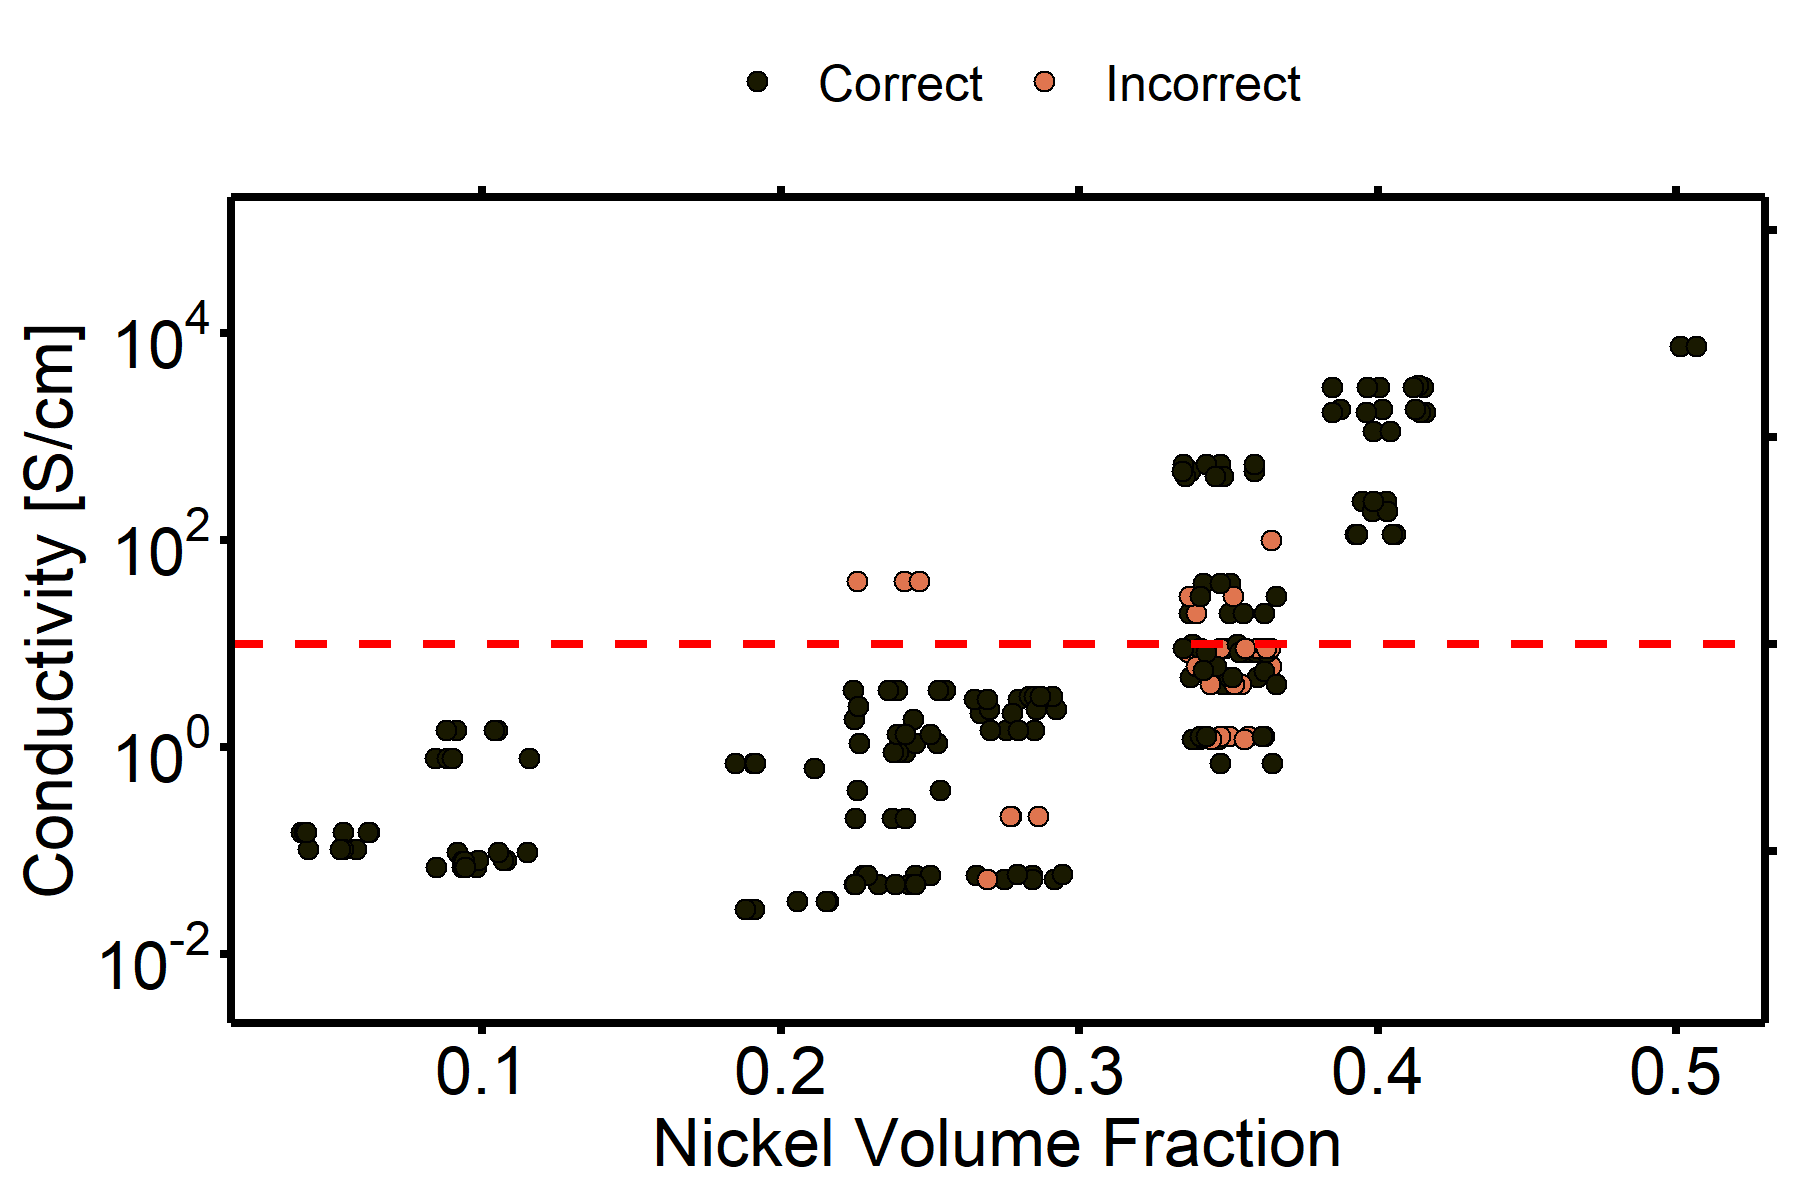 Correct Incorrect
Conductivity [S/cm]
10^4
10^2
10^0
10^-2
0.1 0.2 0.3 0.4 0.5
Nickel Volume Fraction